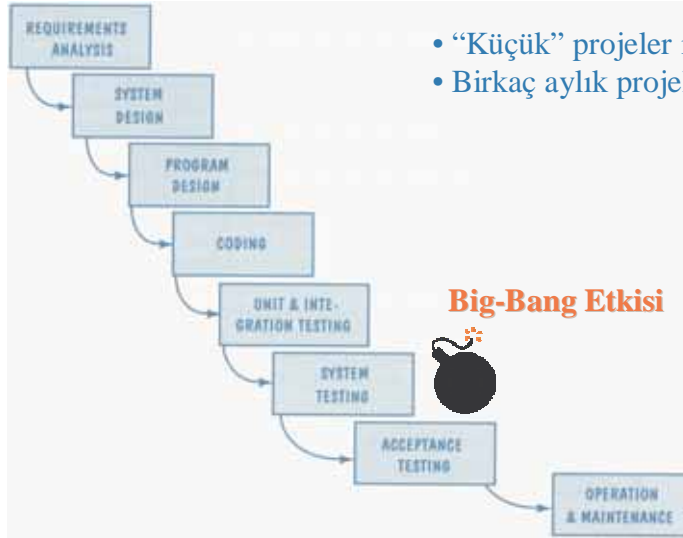 REQUIREMENTS
ANALYSIS
• “Küçük” projeler
• Birkaç aylık proje
SYSTEM
DESIGN
PROGRAM
DESIGN
CODING
UNIT & INTE-
GRATION TESTING
Big-Bang Etkisi
SYSTEM
TESTING
ACCEPTANCE
TESTING
OPERATION
& MAINTENANCE